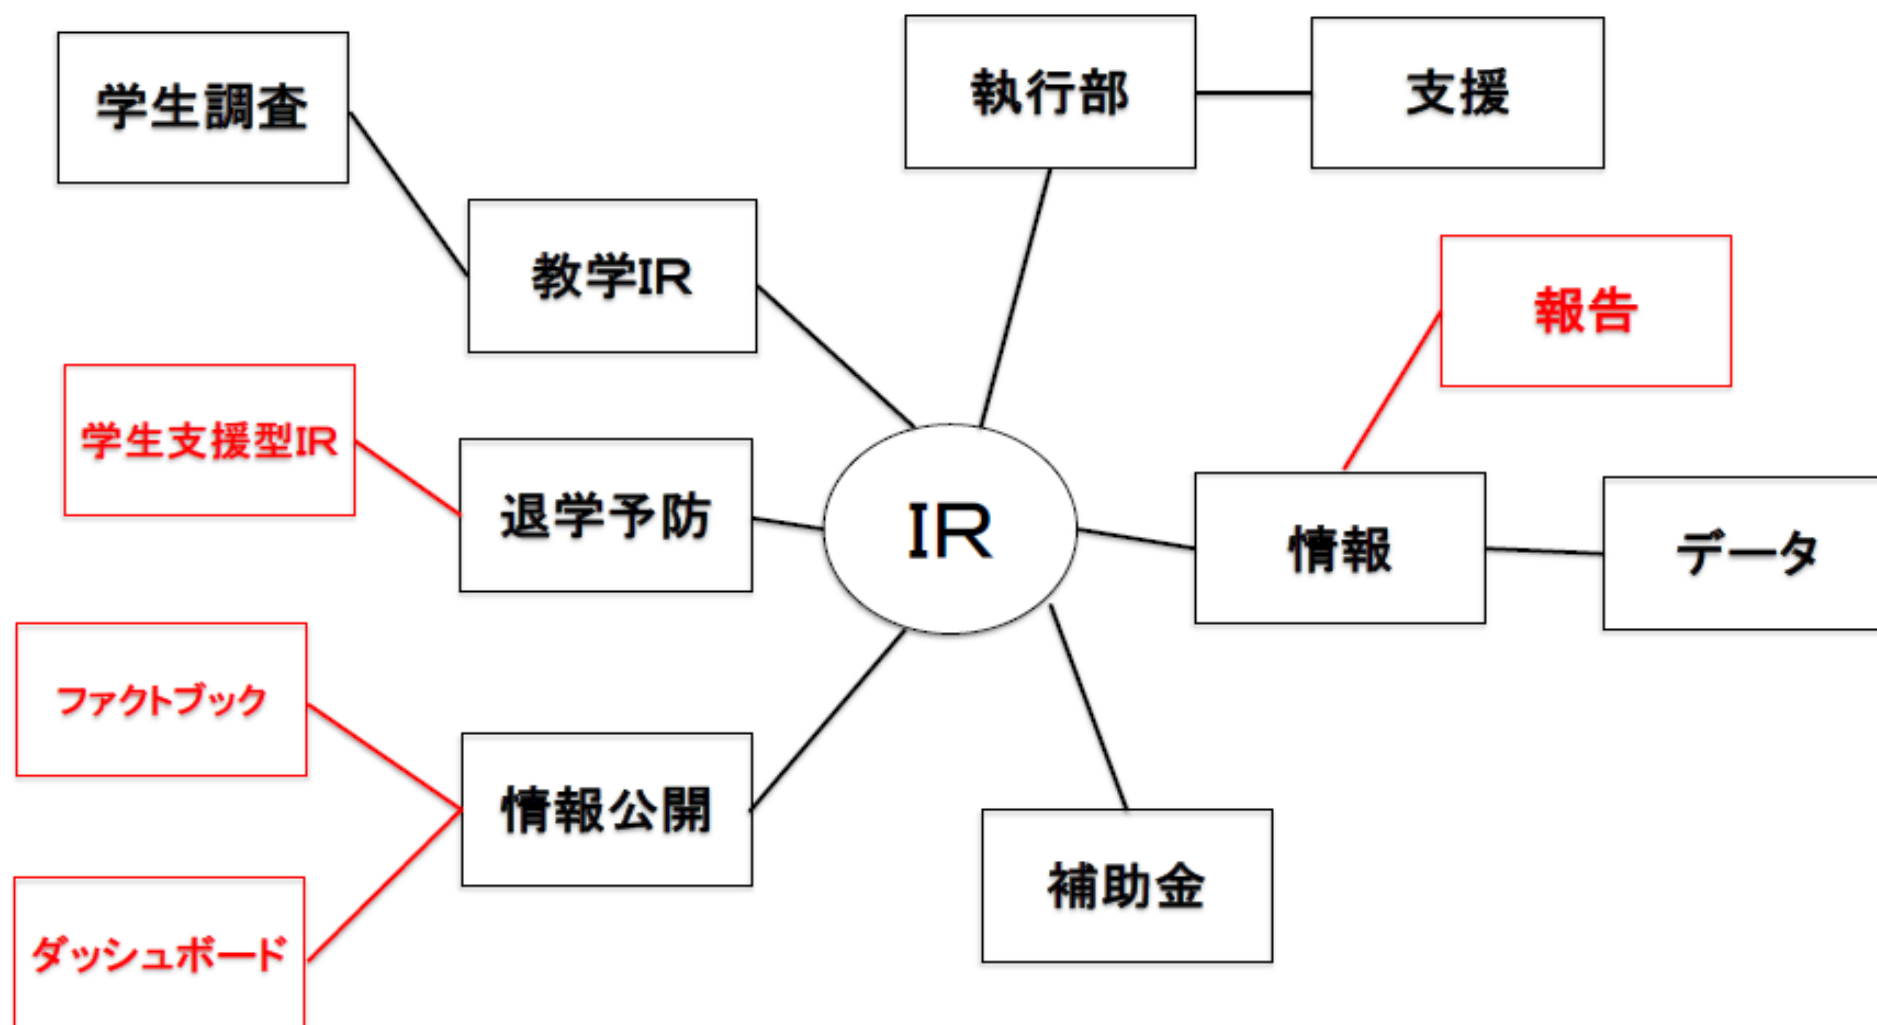 学生調査
執行部
支援
教学IR
報告
学生支援型IR
退学予防
IR
情報
データ
ファクトブック
情報公開
補助金
ダッシュボード